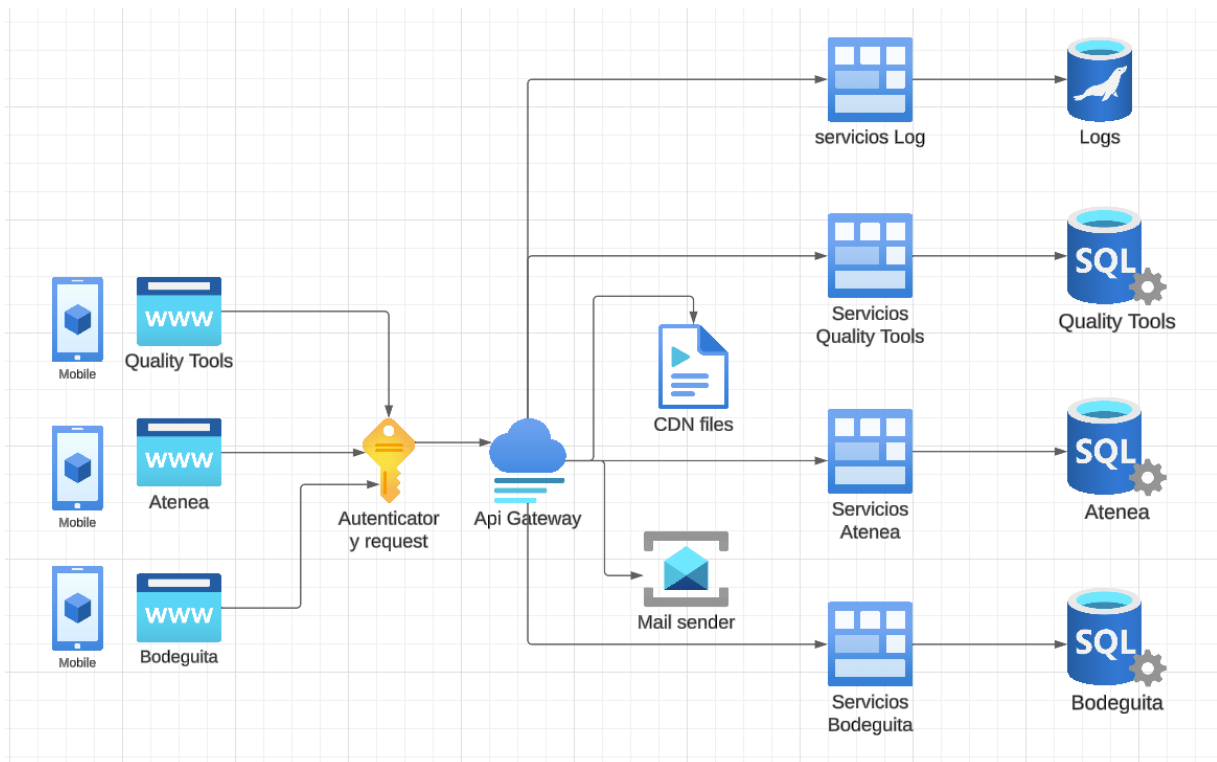 servicios Log
Logs
SQL
Servicios
Quality Tools
Quality Tools
www
Quality Tools
Mobile
CDN files
www
Atenea
Mobile
Autenticator
y request
Api Gateway
SQL
Servicios
Atenea
Atenea
www
Bodeguita
Mobile
Mail sender
SQL
Servicios
Bodeguita
Bodeguita